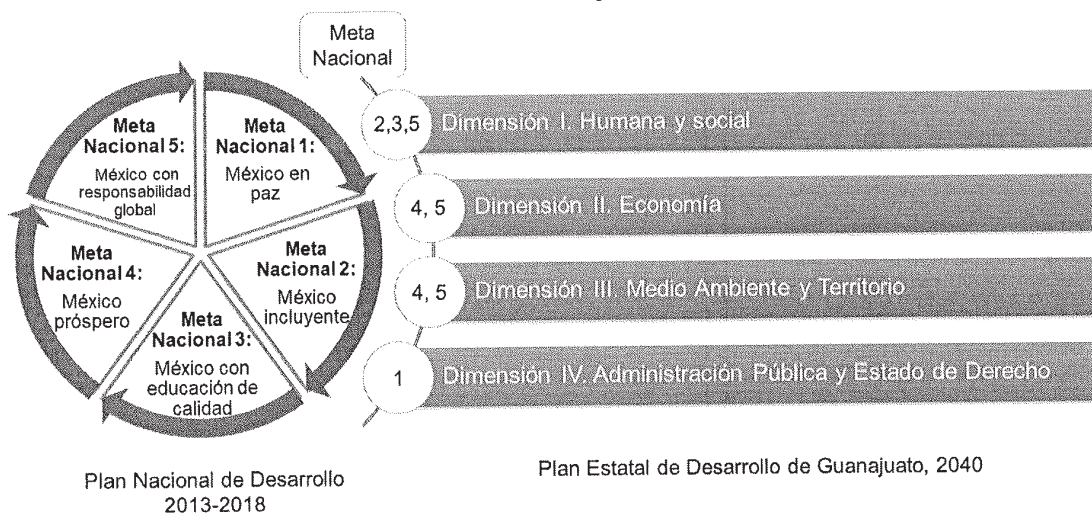 Meta
Nacional
Meta
Nacional 1:
México en
paz
Meta
Nacional 2:
México
incluyente
Meta
Nacional 3:
México con
educación de
calidad
Meta
Nacional 4:
México
próspero
Meta
Nacional 5:
México con
responsabilidad
global
2,3,5 Dimensión I. Humana y social
4, 5 Dimensión II. Economía
4, 5 Dimensión III. Medio Ambiente y Territorio
1 Dimensión IV. Administración Pública y Estado de Derecho
Plan Nacional de Desarrollo
2013-2018
Plan Estatal de Desarrollo de Guanajuato, 2040